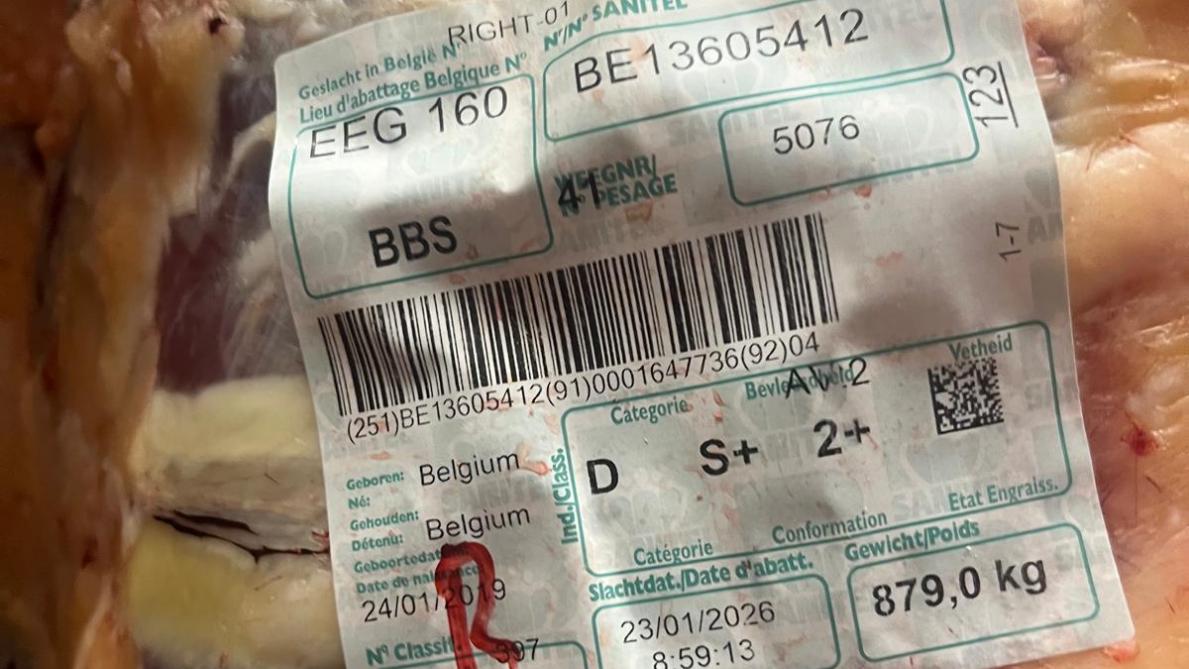 RIGHT-01
Geslacht in België N°
Lieu d'abattage Belgique N°
EEG 160
BBS
N°/N° SANITEL
BE13605412
5076
123
1-7
41
WEEGNR/
N° PESAGE
(251)BE13605412(91)0001647736(92)04
Geboren: Belgium
Né:
Gehouden: Belgium
Détenu:
Geboortedat
Date de naissance
24/01/2019
R
N° Classif
397
Ind./Class.
Categorie
Vetheid
2
D S+ 2+
Catégorie
Conformation
Etat Engraiss.
Slachtdat./Date d'abatt.
23/01/2026
8:59:13
Gewicht/Poids
879,0 kg